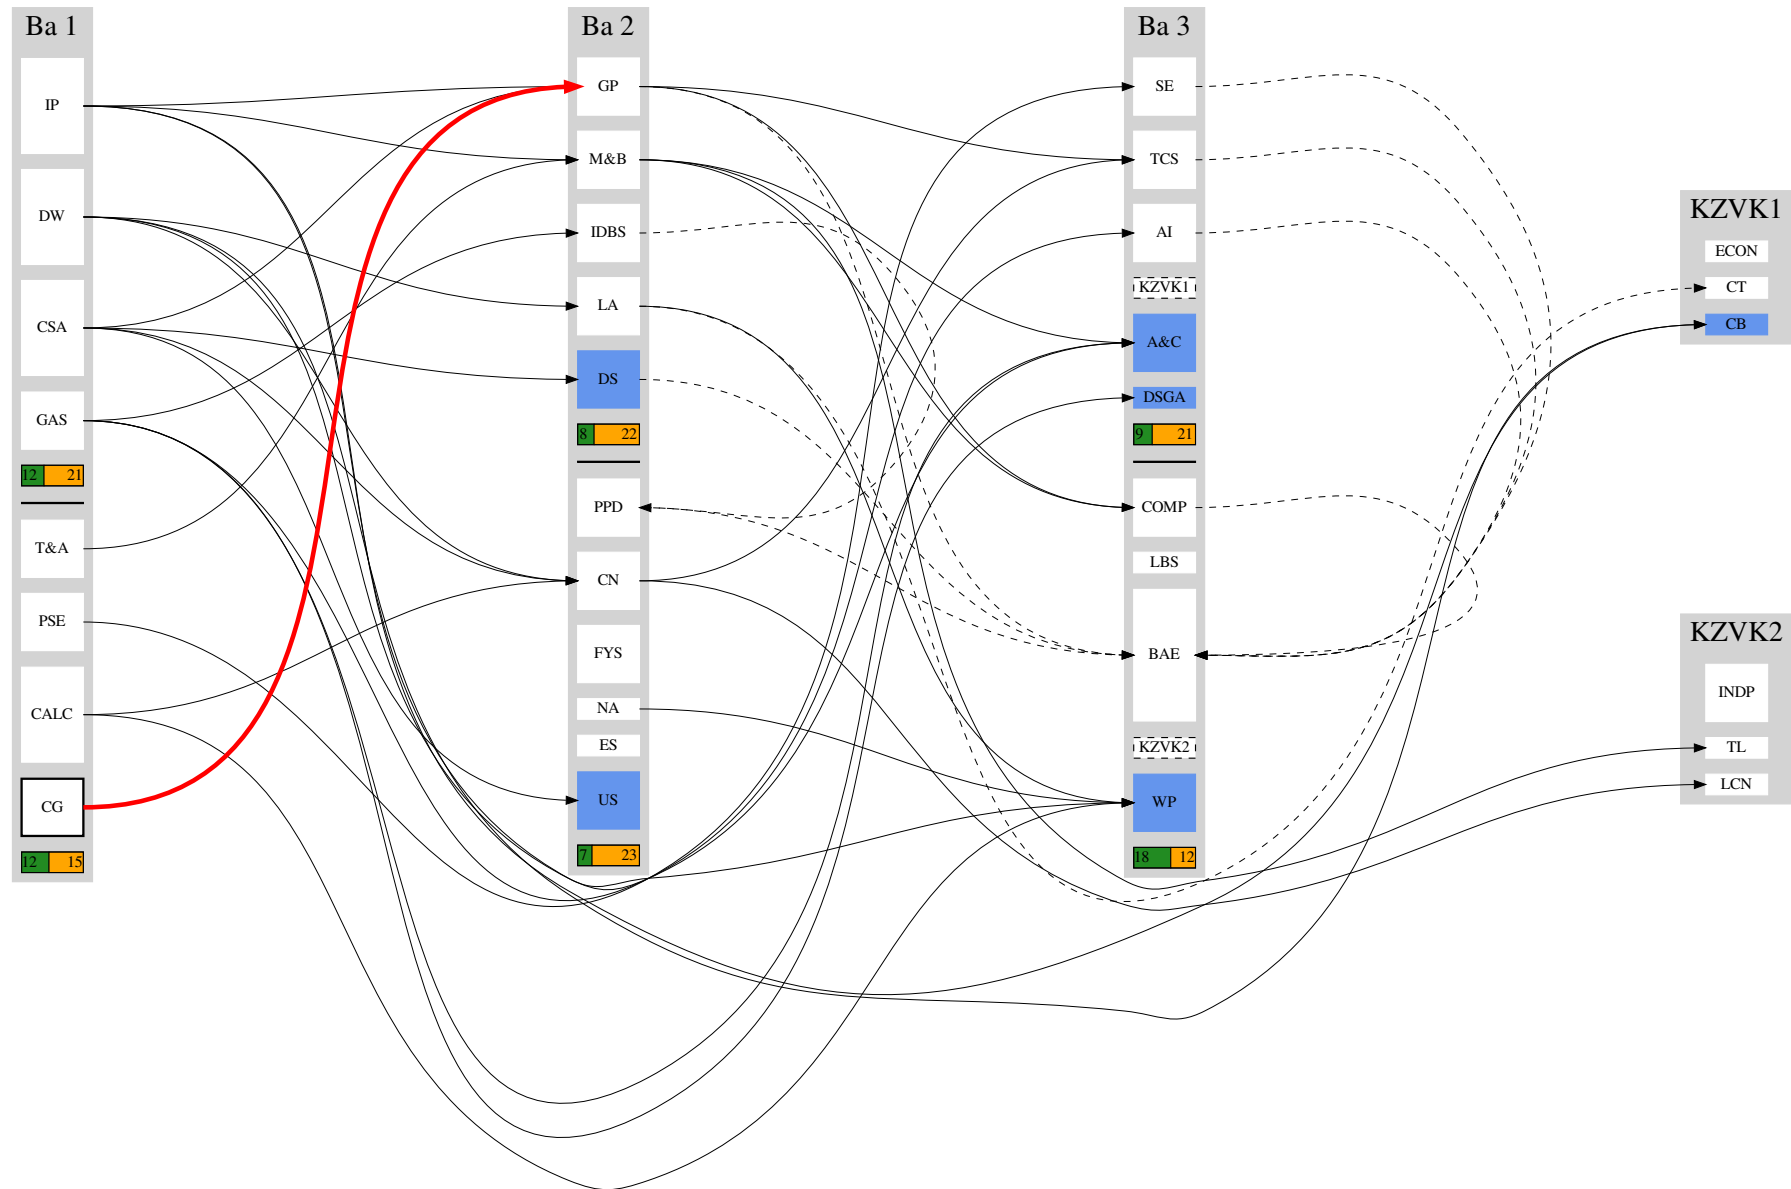 Ba 1
IP
DW
CSA
GAS
12 21
T&A
PSE
CALC
CG
12 15
Ba 2
GP
M&B
IDBS
LA
DS
8 22
PPD
CN
FYS
NA
ES
US
7 23
Ba 3
SE
TCS
AI
KZVK1
A&C
DSGA
9 21
COMP
LBS
BAE
KZVK2
WP
18 12
KZVK1
ECON
CT
CB
KZVK2
INDP
TL
LCN